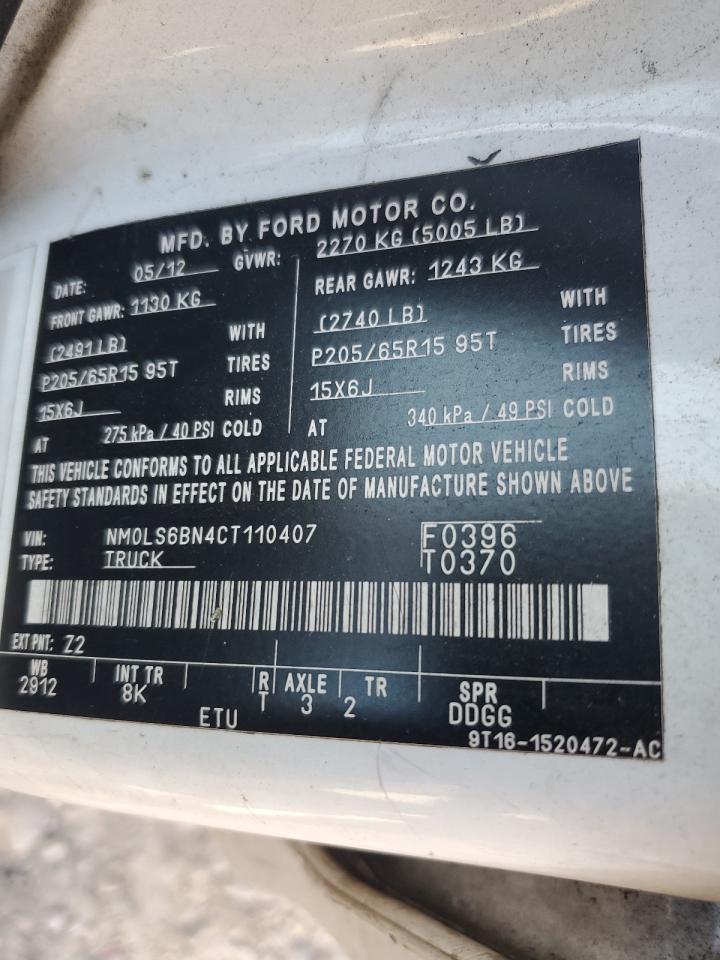 MFD. BY FORD MOTOR CO.
DATE: 05/12 GVWR: 2270 KG (5005 LB)
FRONT GAWR: 1130 KG REAR GAWR: 1243 KG
(2491 LB) WITH (2740 LB) WITH
P205/65R15 95T TIRES P205/65R15 95T TIRES
15X6J RIMS 15X6J RIMS
AT 275 kPa / 40 PSI COLD AT 340 kPa / 49 PSI COLD
THIS VEHICLE CONFORMS TO ALL APPLICABLE FEDERAL MOTOR VEHICLE
SAFETY STANDARDS IN EFFECT ON THE DATE OF MANUFACTURE SHOWN ABOVE
VIN: NM0LS6BN4CT110407 F0396
TYPE: TRUCK T0370
EXT PNT: Z2
WB INT TR R AXLE TR SPR
2912 8K T 3 2 DDGG
ETU 9T16-1520472-AC